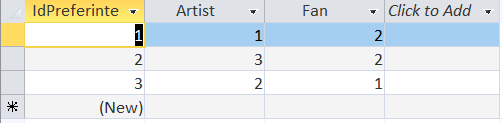 IdPreferinte Artist Fan Click to Add
1 1 2
2 3 2
3 2 1
(New)